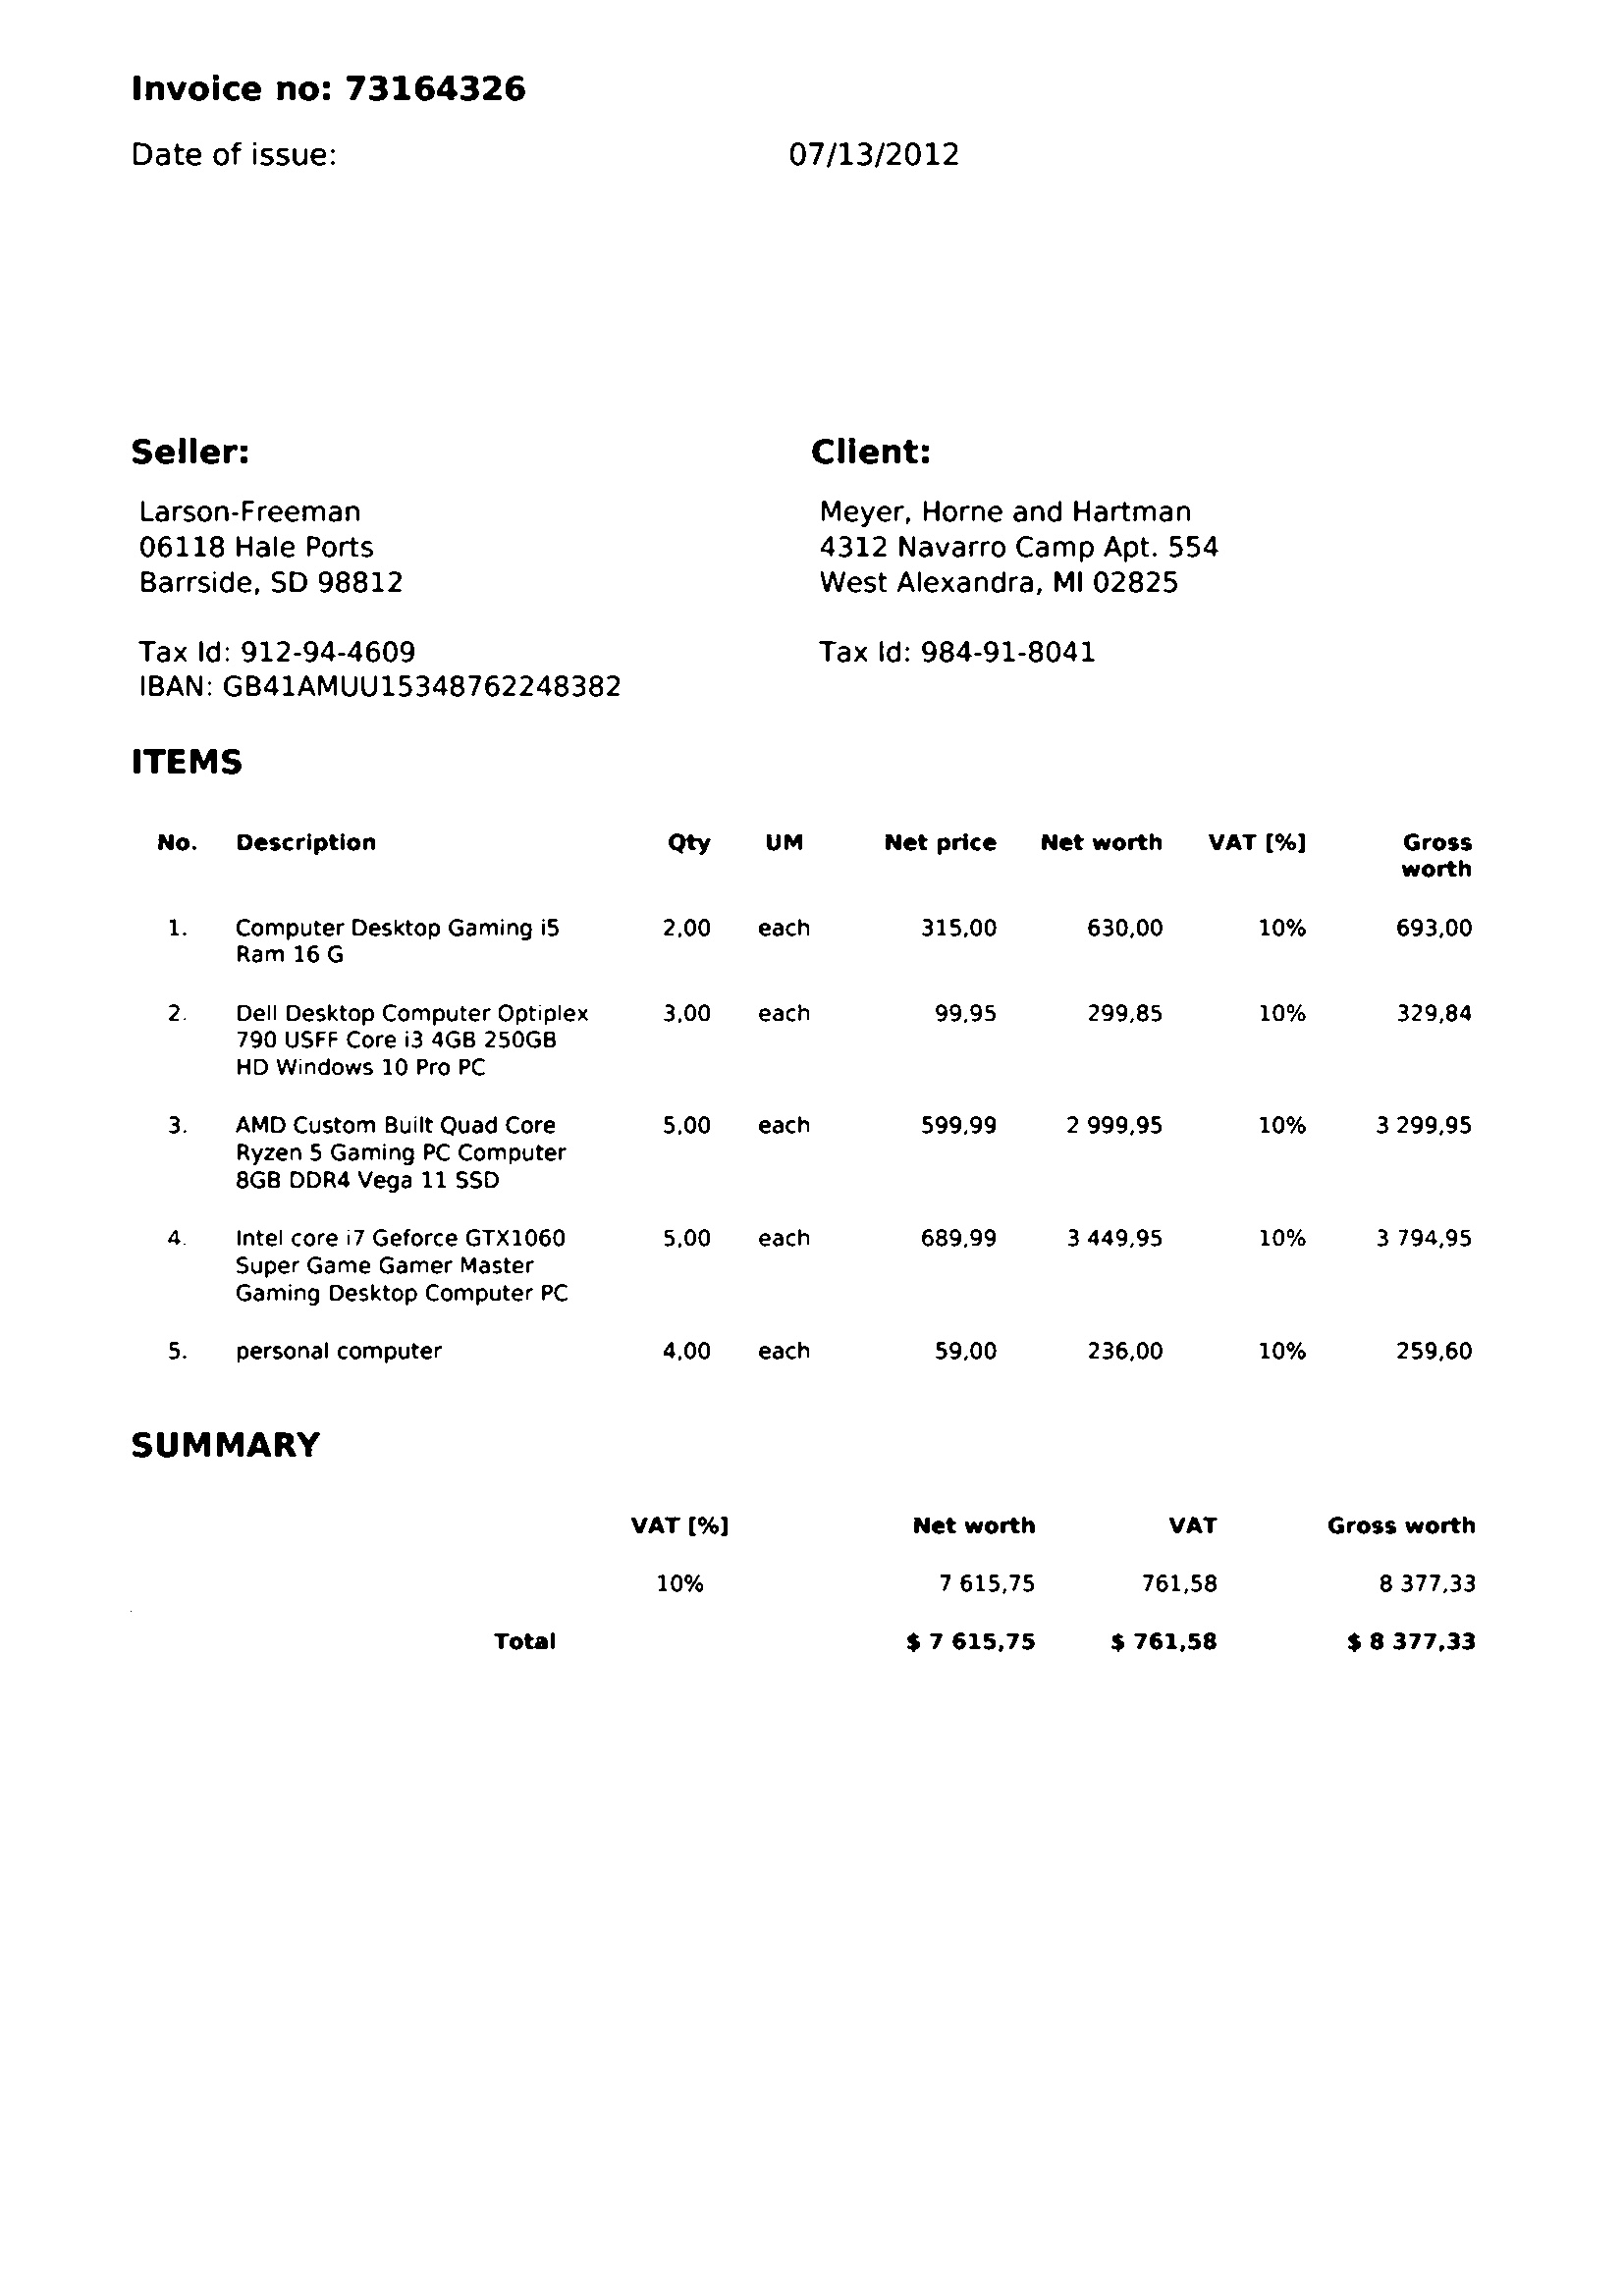 Invoice no: 73164326
Date of issue: 07/13/2012
Seller: Client:
Larson-Freeman Meyer, Horne and Hartman
06118 Hale Ports 4312 Navarro Camp Apt. 554
Barrside, SD 98812 West Alexandra, MI 02825
Tax Id: 912-94-4609 Tax Id: 984-91-8041
IBAN: GB41AMUU15348762248382
ITEMS
No. Description Qty UM Net price Net worth VAT [%] Gross
worth
1. Computer Desktop Gaming i5 2,00 each 315,00 630,00 10% 693,00
Ram 16 G
2. Dell Desktop Computer Optiplex 3,00 each 99,95 299,85 10% 329,84
790 USFF Core i3 4GB 250GB
HD Windows 10 Pro PC
3. AMD Custom Built Quad Core 5,00 each 599,99 2 999,95 10% 3 299,95
Ryzen 5 Gaming PC Computer
8GB DDR4 Vega 11 SSD
4. Intel core i7 Geforce GTX1060 5,00 each 689,99 3 449,95 10% 3 794,95
Super Game Gamer Master
Gaming Desktop Computer PC
5. personal computer 4,00 each 59,00 236,00 10% 259,60
SUMMARY
VAT [%] Net worth VAT Gross worth
10% 7 615,75 761,58 8 377,33
Total $ 7 615,75 $ 761,58 $ 8 377,33